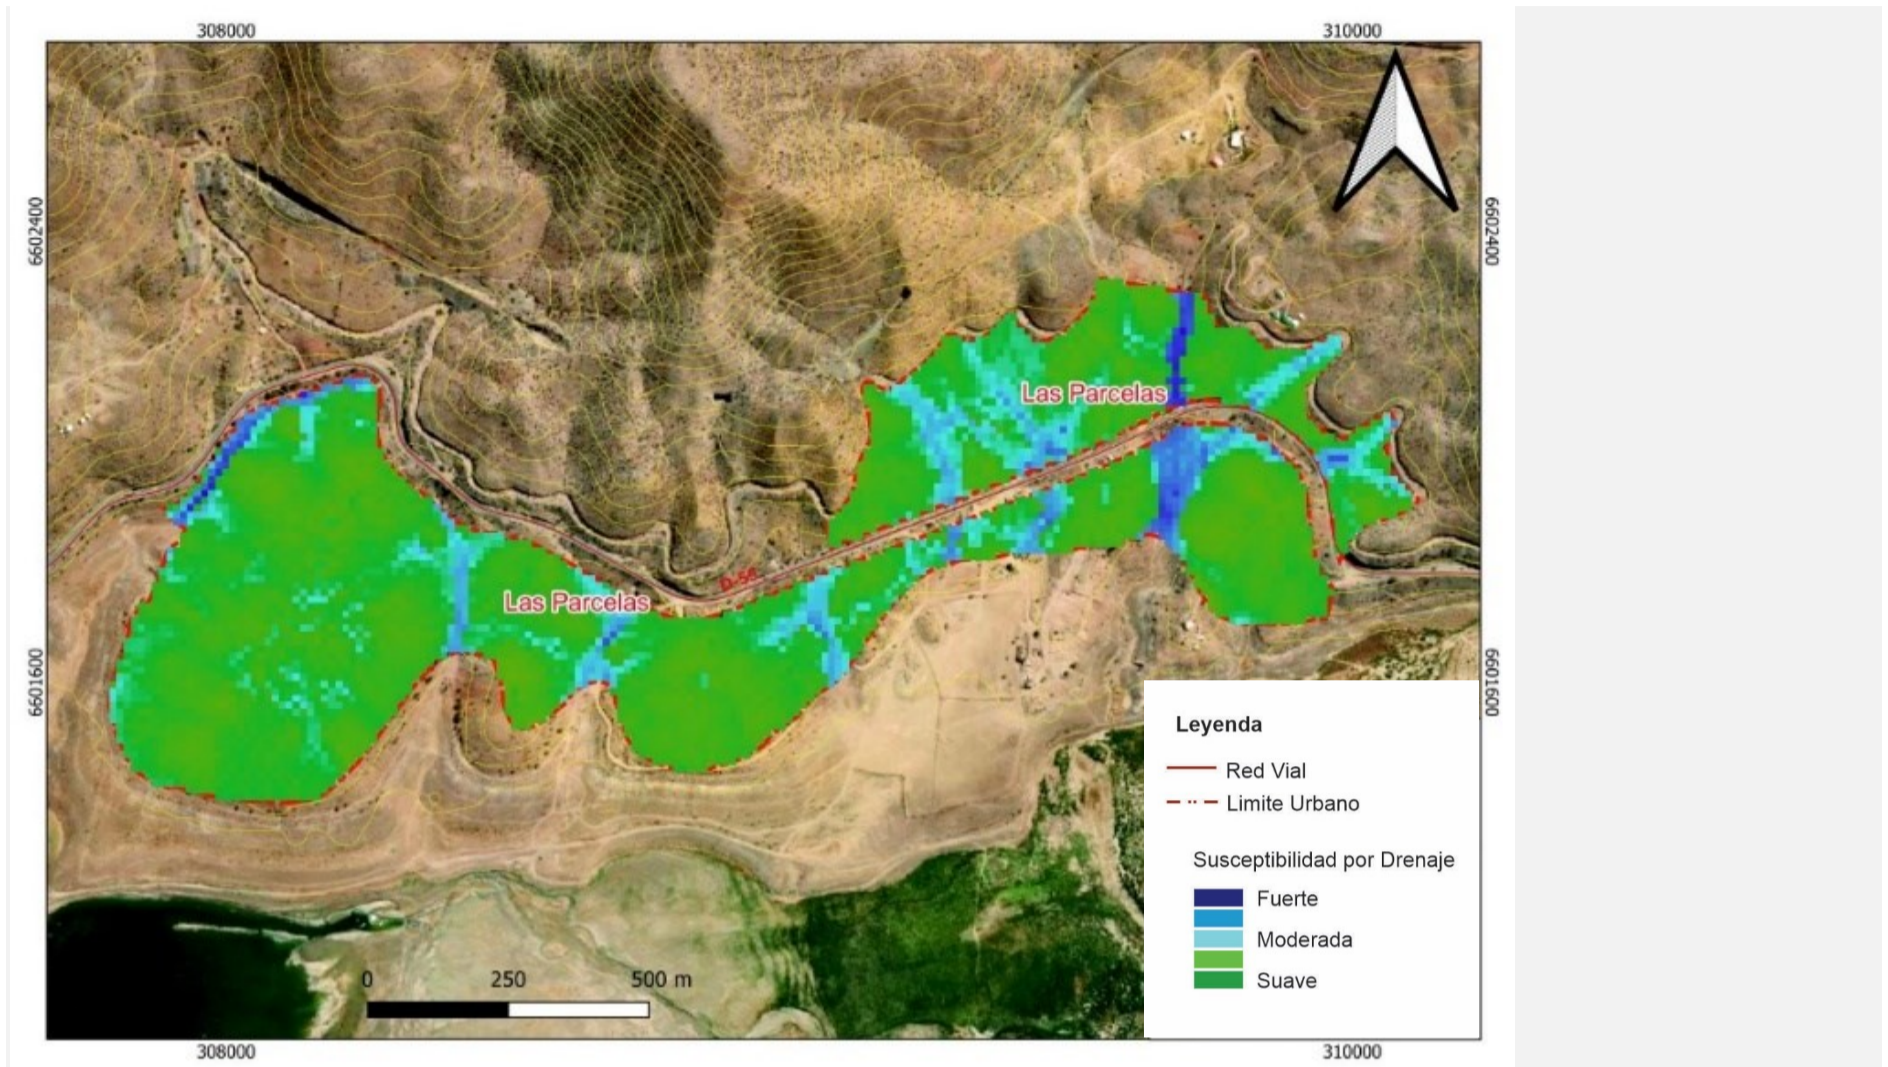 308000
310000
6602400
6602400
Las Parcelas
D-55
Las Parcelas
6601600
6601600
Leyenda
Red Vial
Limite Urbano
Susceptibilidad por Drenaje
Fuerte
Moderada
Suave
0 250 500 m
308000
310000